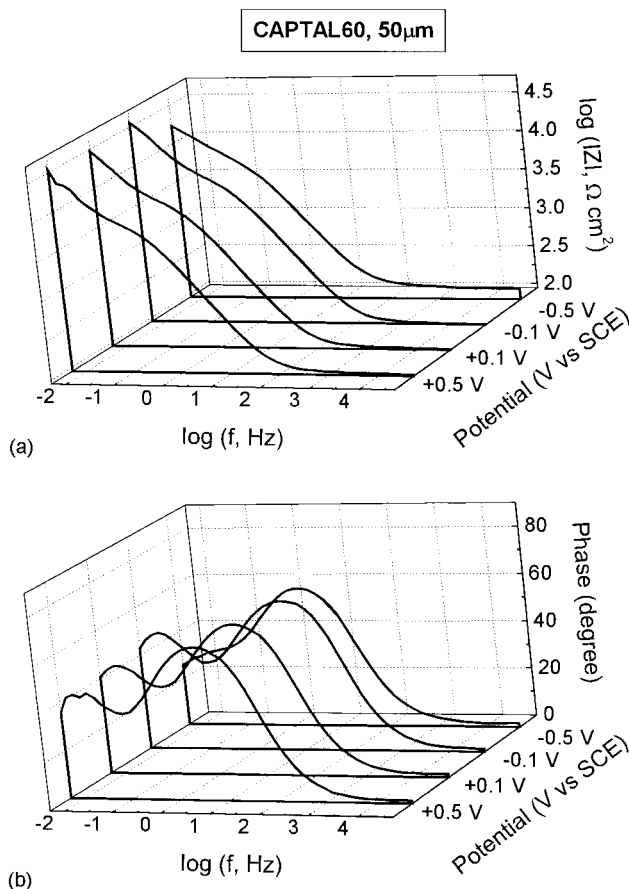 CAPTAL60, 50μm
4.5
4.0
3.5
3.0
2.5
2.0
log (IZI, Ω cm²)
-0.5 V
-0.1 V
+0.1 V
+0.5 V
Potential (V vs SCE)
-2 -1 0 1 2 3 4
log (f, Hz)
(a)
80
60
40
20
0
Phase (degree)
-0.5 V
-0.1 V
+0.1 V
+0.5 V
Potential (V vs SCE)
-2 -1 0 1 2 3 4
log (f, Hz)
(b)